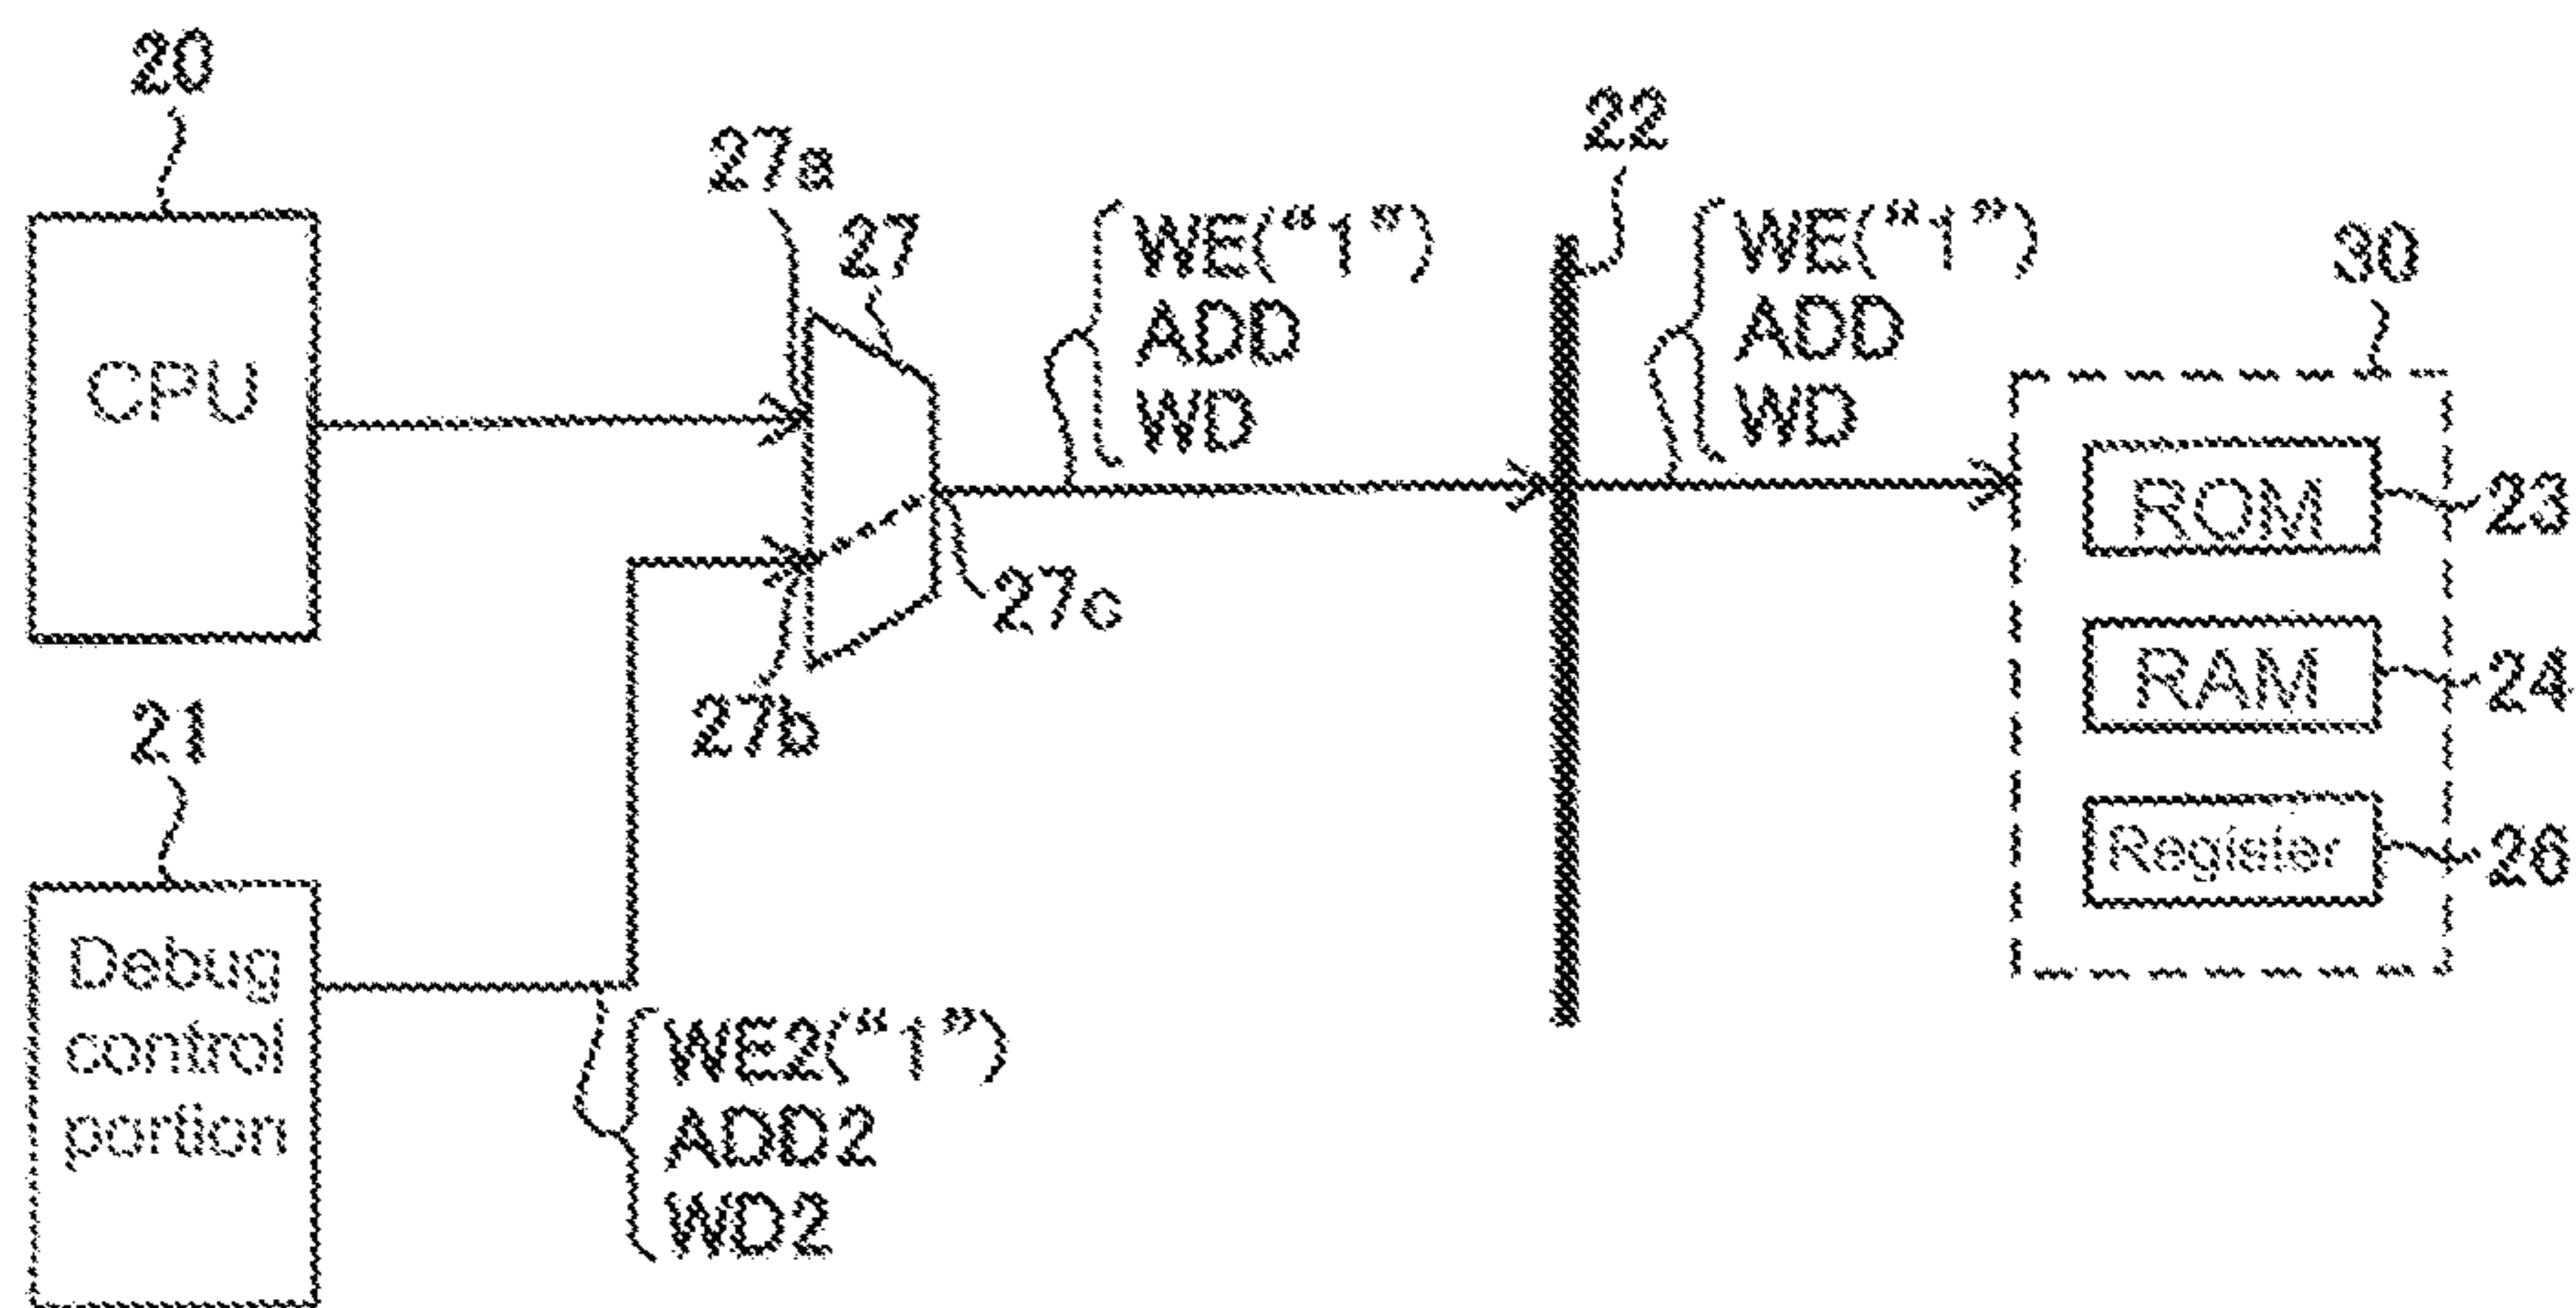 20
CPU
27a
27
WE("1")
ADD
WD
22
WE("1")
ADD
WD
30
ROM
23
RAM
24
Register
26
27b
27c
21
Debug
control
portion
WE2("1")
ADD2
WD2